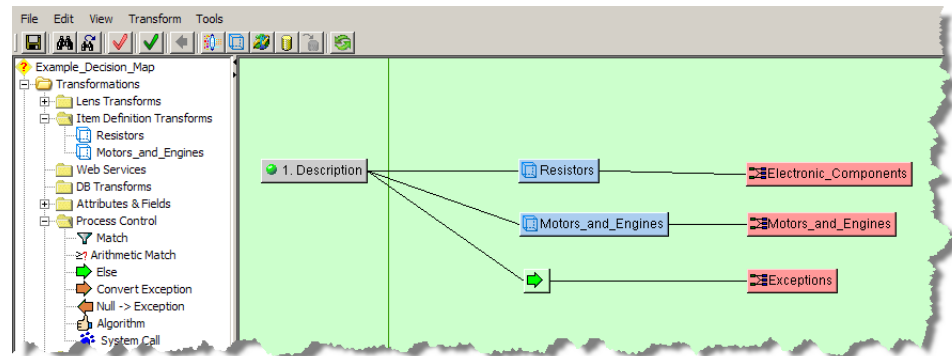 File Edit View Transform Tools
Example_Decision_Map
Transformations
Lens Transforms
Item Definition Transforms
Resistors
Motors_and_Engines
Web Services
DB Transforms
Attributes & Fields
Process Control
Match
≥? Arithmetic Match
Else
Convert Exception
Null -> Exception
Algorithm
System Call
1. Description
Resistors
Electronic_Components
Motors_and_Engines
Motors_and_Engines
Exceptions